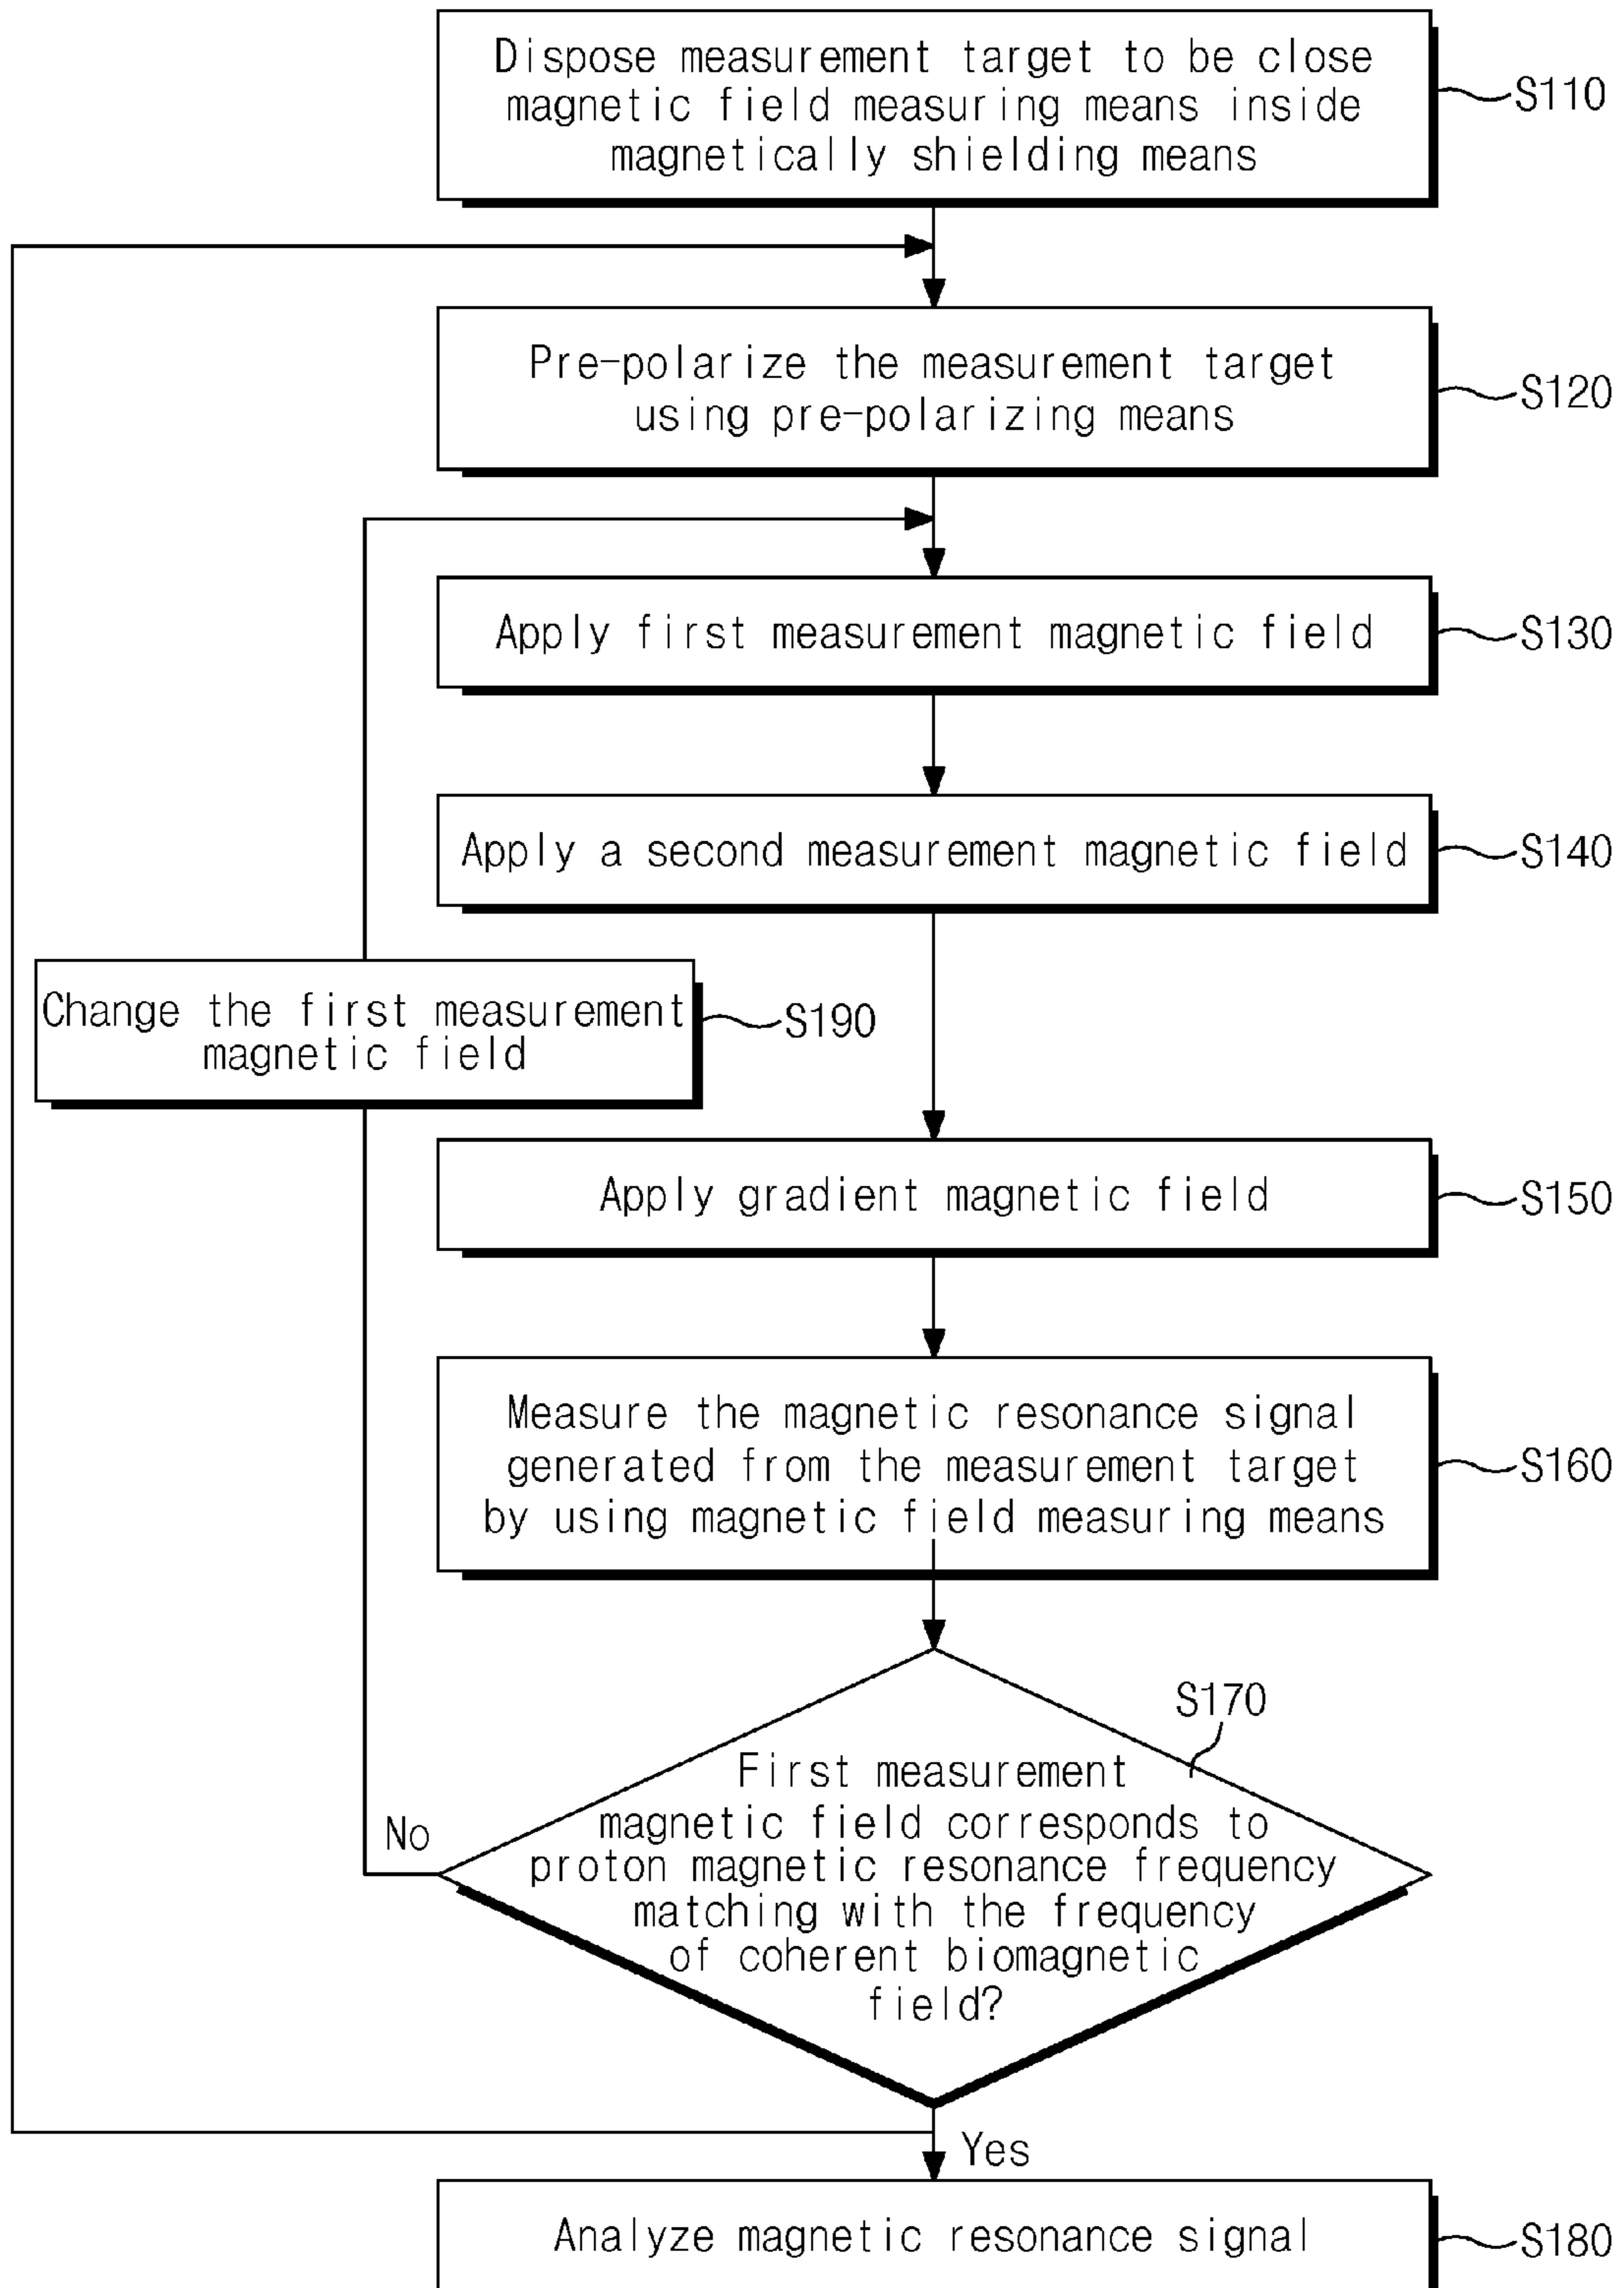 Dispose measurement target to be close
magnetic field measuring means inside
magnetically shielding means
S110
Pre-polarize the measurement target
using pre-polarizing means
S120
Apply first measurement magnetic field
S130
Apply a second measurement magnetic field
S140
Change the first measurement
magnetic field
S190
Apply gradient magnetic field
S150
Measure the magnetic resonance signal
generated from the measurement target
by using magnetic field measuring means
S160
S170
First measurement
magnetic field corresponds to
proton magnetic resonance frequency
matching with the frequency
of coherent biomagnetic
field?
No
Yes
Analyze magnetic resonance signal
S180